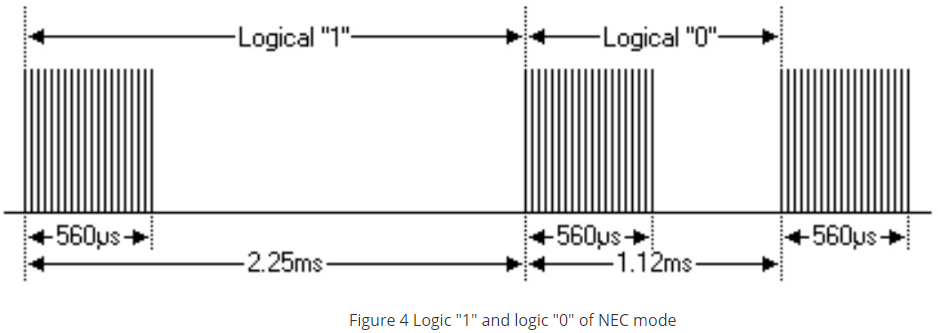 Logical "1" Logical "0"
560µs 560µs 560µs
2.25ms 1.12ms
Figure 4 Logic "1" and logic "0" of NEC mode